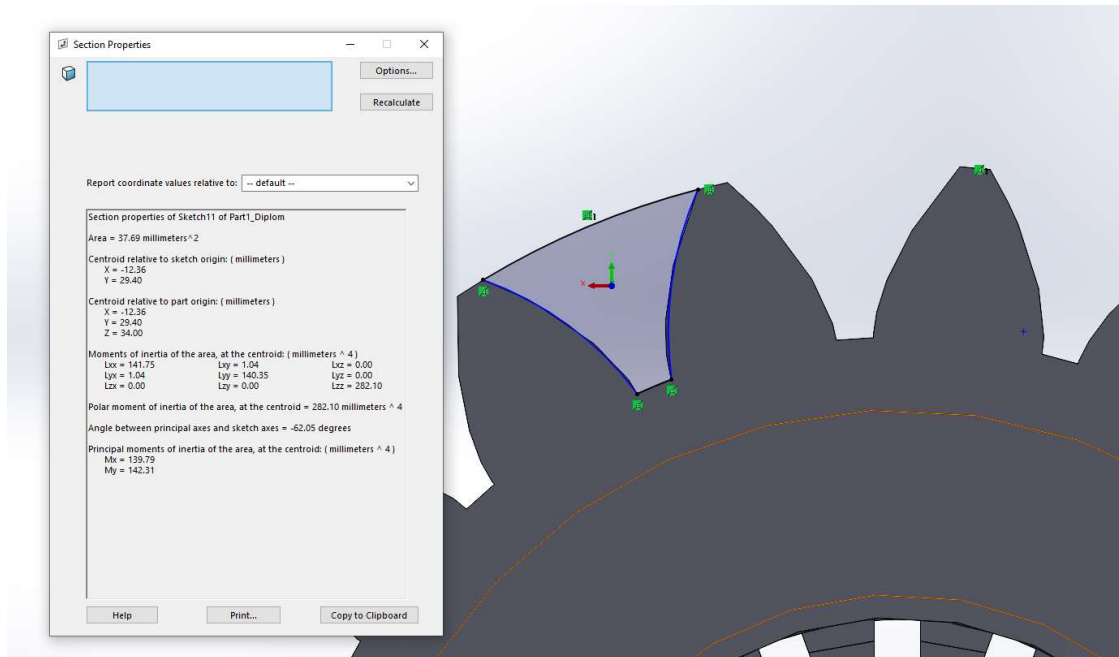 Section Properties
Options...
Recalculate
Report coordinate values relative to: -- default --
Section properties of Sketch11 of Part1_Diplom
Area = 37.69 millimeters^2
Centroid relative to sketch origin: ( millimeters )
X = -12.36
Y = 29.40
Centroid relative to part origin: ( millimeters )
X = -12.36
Y = 29.40
Z = 34.00
Moments of inertia of the area, at the centroid: ( millimeters ^ 4 )
Lxx = 141.75 Lxy = 1.04 Lxz = 0.00
Lyx = 1.04 Lyy = 140.35 Lyz = 0.00
Lzx = 0.00 Lzy = 0.00 Lzz = 282.10
Polar moment of inertia of the area, at the centroid = 282.10 millimeters ^ 4
Angle between principal axes and sketch axes = -62.05 degrees
Principal moments of inertia of the area, at the centroid: ( millimeters ^ 4 )
Mx = 139.79
My = 142.31
Help Print... Copy to Clipboard
1
1
X